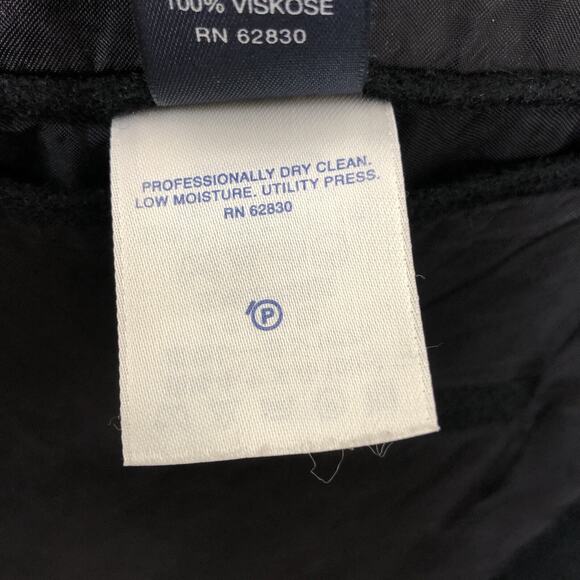 100% VISKOSE
RN 62830
PROFESSIONALLY DRY CLEAN.
LOW MOISTURE. UTILITY PRESS.
RN 62830
P